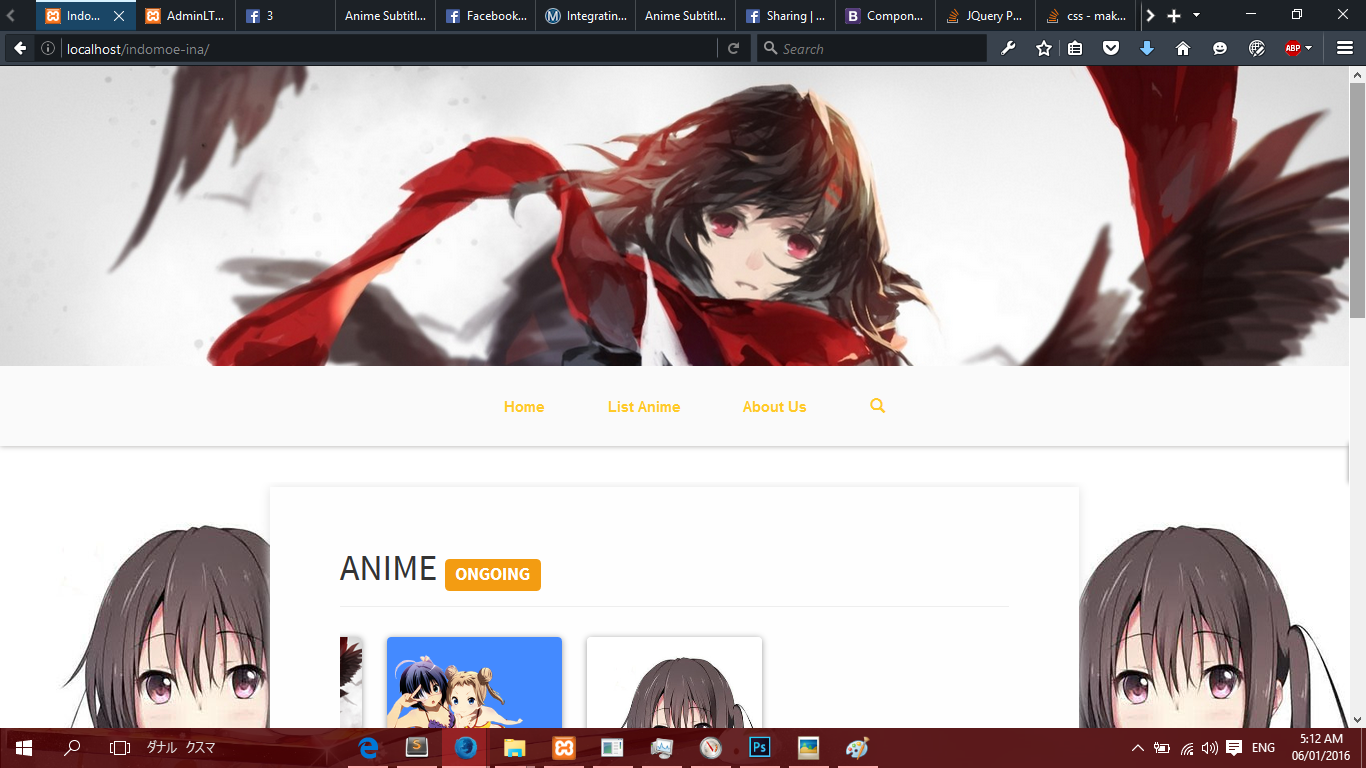 Indo...
AdminLT...
3
Anime Subtitl...
Facebook...
Integratin...
Anime Subtitl...
Sharing | ...
B
Compon...
JQuery P...
css - mak...
localhost/indomoe-ina/
Search
ABP
Home
List Anime
About Us
ANIME ONGOING
ダナル クスマ
Ps
ENG
5:12 AM
06/01/2016